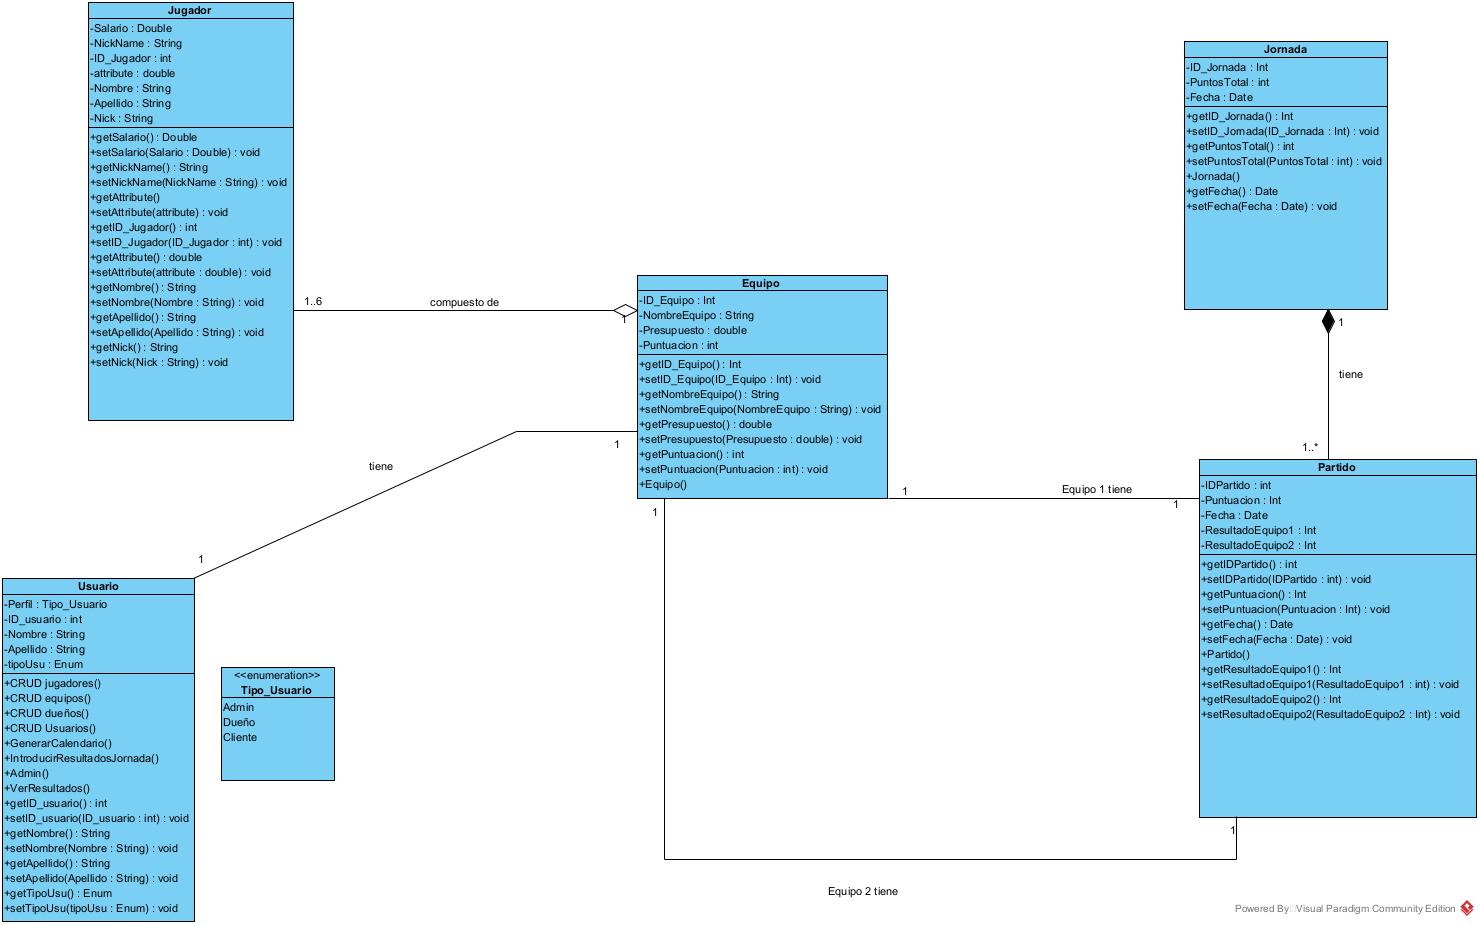 Jugador
-Salario : Double
-NickName : String
-ID_Jugador : int
-attribute : double
-Nombre : String
-Apellido : String
-Nick : String
+getSalario() : Double
+setSalario(Salario : Double) : void
+getNickName() : String
+setNickName(NickName : String) : void
+getAttribute()
+setAttribute(attribute) : void
+getID_Jugador() : int
+setID_Jugador(ID_Jugador : int) : void
+getAttribute() : double
+setAttribute(attribute : double) : void
+getNombre() : String
+setNombre(Nombre : String) : void
+getApellido() : String
+setApellido(Apellido : String) : void
+getNick() : String
+setNick(Nick : String) : void
1..6
compuesto de
1
Equipo
-ID_Equipo : Int
-NombreEquipo : String
-Presupuesto : double
-Puntuacion : int
+getID_Equipo() : Int
+setID_Equipo(ID_Equipo : Int) : void
+getNombreEquipo() : String
+setNombreEquipo(NombreEquipo : String) : void
+getPresupuesto() : double
+setPresupuesto(Presupuesto : double) : void
+getPuntuacion() : int
+setPuntuacion(Puntuacion : int) : void
+Equipo()
Jornada
-ID_Jornada : Int
-PuntosTotal : int
-Fecha : Date
+getID_Jornada() : Int
+setID_Jornada(ID_Jornada : Int) : void
+getPuntosTotal() : int
+setPuntosTotal(PuntosTotal : int) : void
+Jornada()
+getFecha() : Date
+setFecha(Fecha : Date) : void
1
tiene
1..*
Partido
-IDPartido : int
-Puntuacion : Int
-Fecha : Date
-ResultadoEquipo1 : Int
-ResultadoEquipo2 : Int
+getIDPartido() : int
+setIDPartido(IDPartido : int) : void
+getPuntuacion() : Int
+setPuntuacion(Puntuacion : Int) : void
+getFecha() : Date
+setFecha(Fecha : Date) : void
+Partido()
+getResultadoEquipo1() : Int
+setResultadoEquipo1(ResultadoEquipo1 : int) : void
+getResultadoEquipo2() : Int
+setResultadoEquipo2(ResultadoEquipo2 : Int) : void
1
tiene
1
1
Equipo 1 tiene
1
1
1
Equipo 2 tiene
Usuario
-Perfil : Tipo_Usuario
-ID_usuario : int
-Nombre : String
-Apellido : String
-tipoUsu : Enum
+CRUD jugadores()
+CRUD equipos()
+CRUD dueños()
+CRUD Usuarios()
+GenerarCalendario()
+IntroducirResultadosJornada()
+Admin()
+VerResultados()
+getID_usuario() : int
+setID_usuario(ID_usuario : int) : void
+getNombre() : String
+setNombre(Nombre : String) : void
+getApellido() : String
+setApellido(Apellido : String) : void
+getTipoUsu() : Enum
+setTipoUsu(tipoUsu : Enum) : void
<<enumeration>>
Tipo_Usuario
Admin
Dueño
Cliente
Powered By Visual Paradigm Community Edition